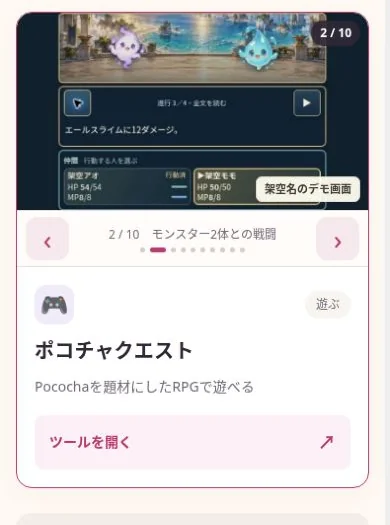 2 / 10
進行 3／4・全文を読む
エールスライムに12ダメージ。
仲間 行動する人を選ぶ
架空アオ 行動済
HP 54/54
MP8/8
▶架空モモ
HP 50/50
MP8/8
架空名のデモ画面
2 / 10 モンスター2体との戦闘
遊ぶ
ポコチャクエスト
Pocochaを題材にしたRPGで遊べる
ツールを開く